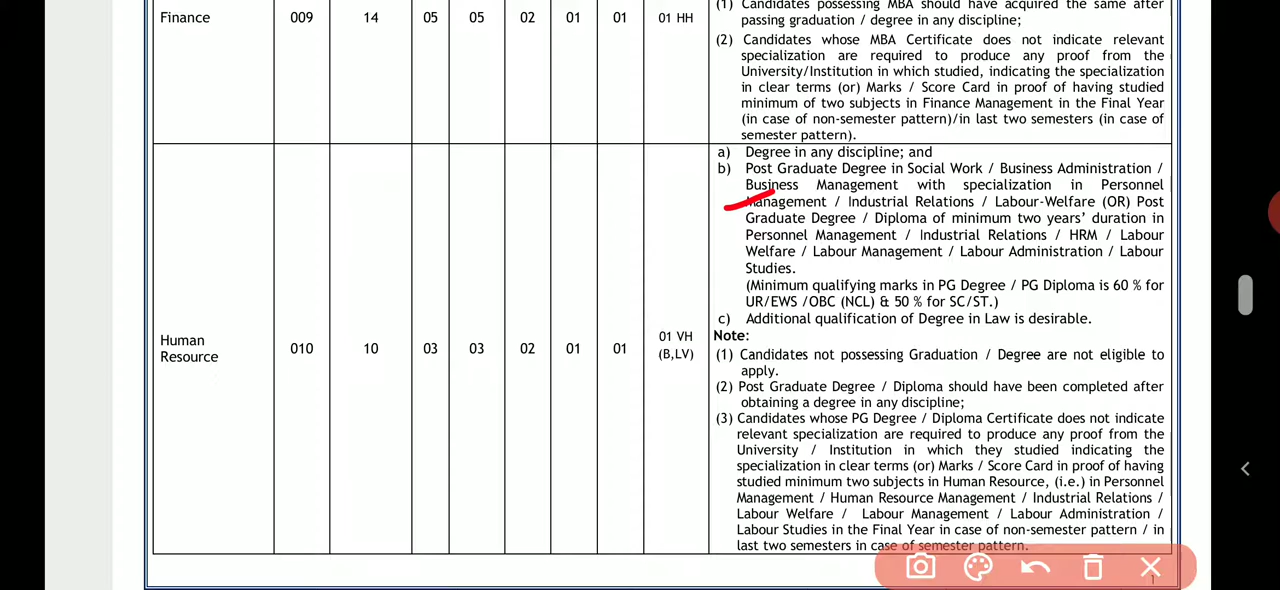 (1) Candidates possessing MBA should have acquired the same after
Finance 009 14 05 05 02 01 01 01 HH
passing graduation / degree in any discipline;
(2) Candidates whose MBA Certificate does not indicate relevant
specialization are required to produce any proof from the
University/Institution in which studied, indicating the specialization
in clear terms (or) Marks / Score Card in proof of having studied
minimum of two subjects in Finance Management in the Final Year
(in case of non-semester pattern)/in last two semesters (in case of
semester pattern).
a) Degree in any discipline; and
b) Post Graduate Degree in Social Work / Business Administration /
Business Management with specialization in Personnel
Management / Industrial Relations / Labour-Welfare (OR) Post
Graduate Degree / Diploma of minimum two years’ duration in
Personnel Management / Industrial Relations / HRM / Labour
Welfare / Labour Management / Labour Administration / Labour
Studies.
(Minimum qualifying marks in PG Degree / PG Diploma is 60 % for
UR/EWS /OBC (NCL) & 50 % for SC/ST.)
c) Additional qualification of Degree in Law is desirable.
Human
Resource
010 10 03 03 02 01 01
01 VH
(B,LV)
Note:
(1) Candidates not possessing Graduation / Degree are not eligible to
apply.
(2) Post Graduate Degree / Diploma should have been completed after
obtaining a degree in any discipline;
(3) Candidates whose PG Degree / Diploma Certificate does not indicate
relevant specialization are required to produce any proof from the
University / Institution in which they studied indicating the
specialization in clear terms (or) Marks / Score Card in proof of having
studied minimum two subjects in Human Resource, (i.e.) in Personnel
Management / Human Resource Management / Industrial Relations /
Labour Welfare / Labour Management / Labour Administration /
Labour Studies in the Final Year in case of non-semester pattern / in
last two semesters in case of semester pattern.